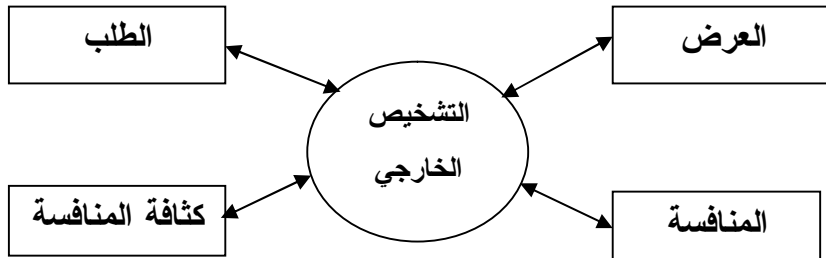 العرض
الطلب
التشخيص
الخارجي
المنافسة
كثافة المنافسة